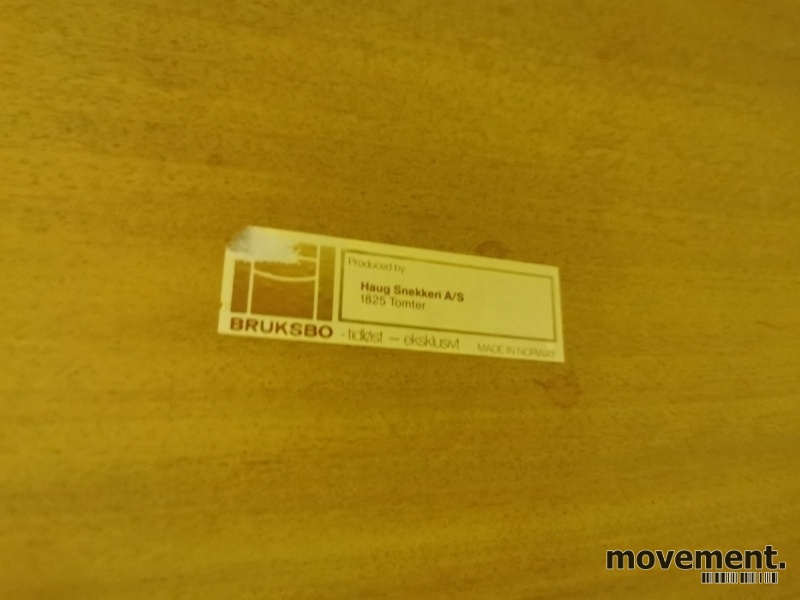 Produced by
Haug Snekkeri A/S
1825 Tomter
BRUKSBO - tidløst – eksklusivt MADE IN NORWAY
movement.